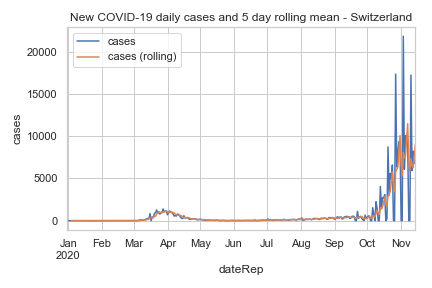 New COVID-19 daily cases and 5 day rolling mean - Switzerland
cases
cases (rolling)
20000
15000
10000
5000
0
cases
Jan Feb Mar Apr May Jun Jul Aug Sep Oct Nov
2020
dateRep